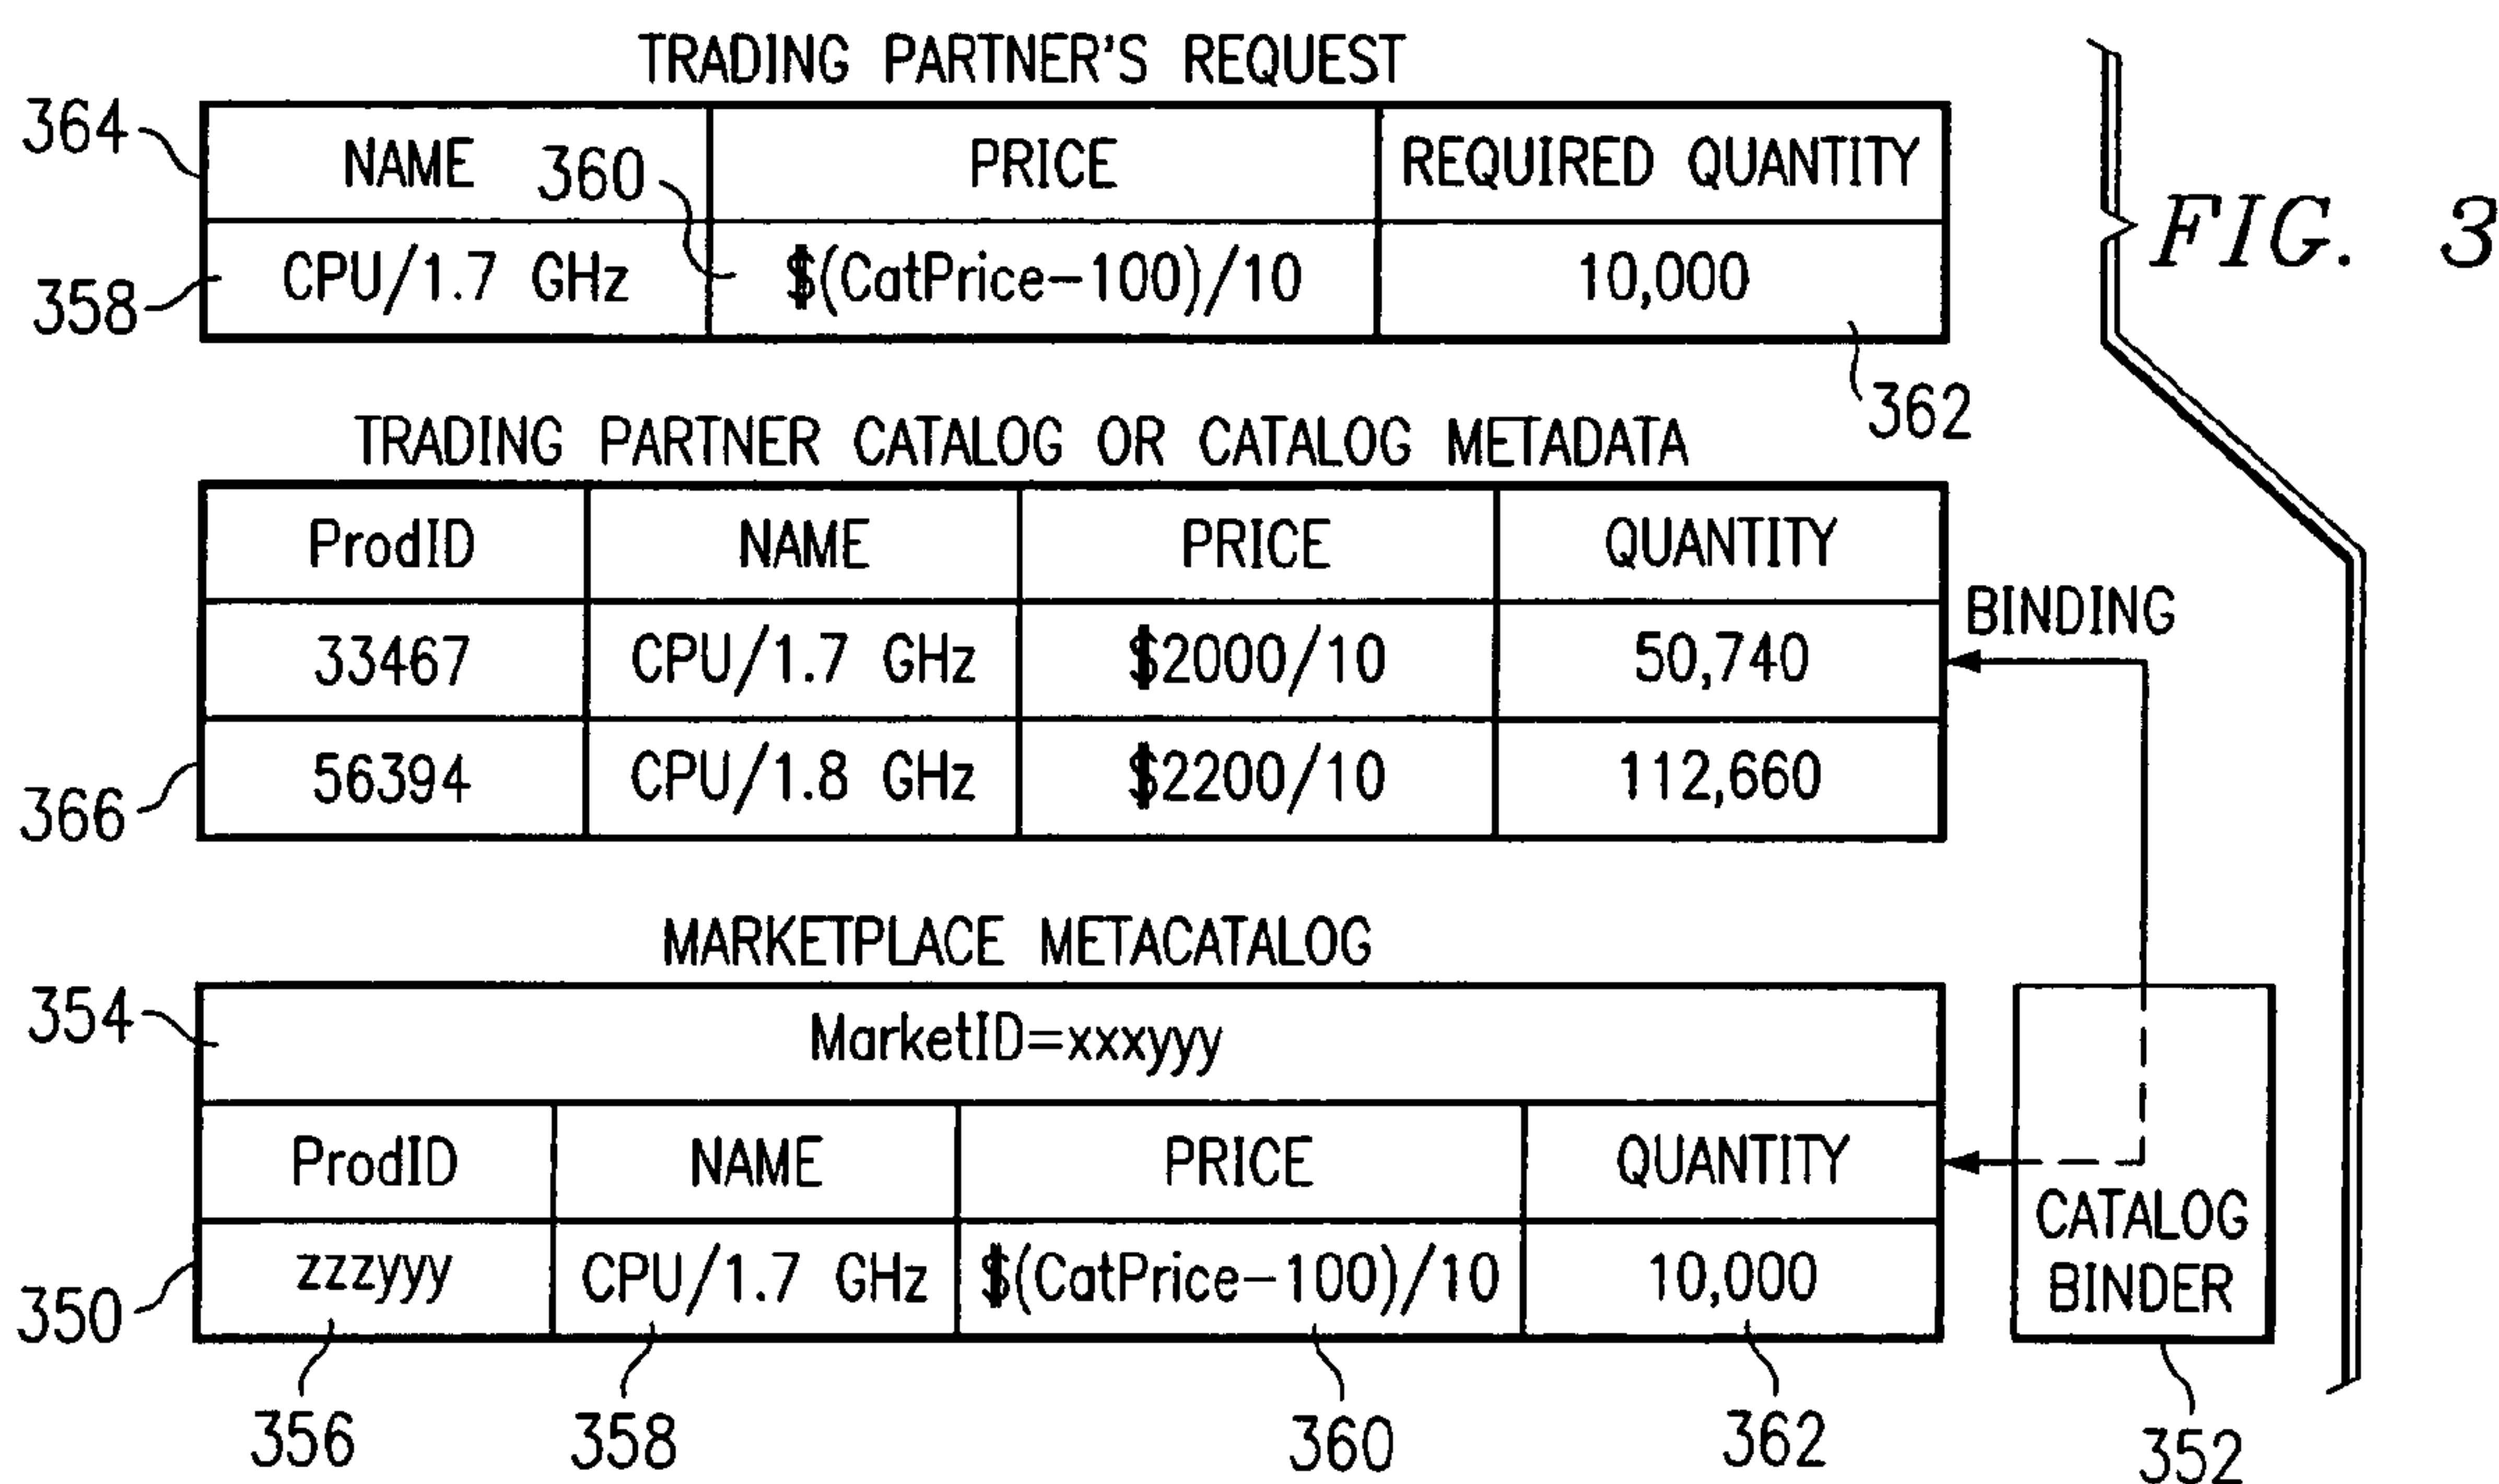 TRADING PARTNER'S REQUEST
364
NAME 360 PRICE REQUIRED QUANTITY
358
CPU/1.7 GHz $(CatPrice-100)/10 10,000
362
FIG. 3
TRADING PARTNER CATALOG OR CATALOG METADATA
ProdID NAME PRICE QUANTITY
33467 CPU/1.7 GHz $2000/10 50,740
56394 CPU/1.8 GHz $2200/10 112,660
366
BINDING
MARKETPLACE METACATALOG
354
MarketID=xxxyyy
ProdID NAME PRICE QUANTITY
zzzyyy CPU/1.7 GHz $(CatPrice-100)/10 10,000
350
CATALOG
BINDER
356 358 360 362 352